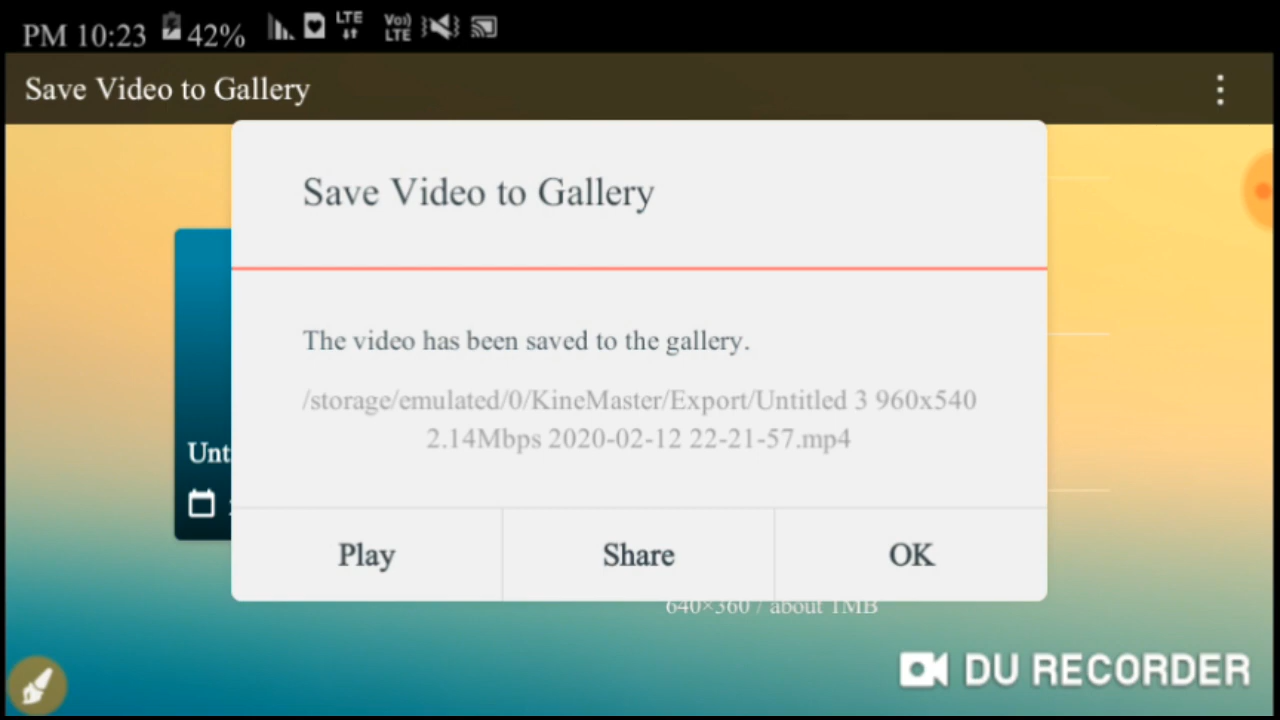 PM 10:23 42% LTE Vo)) LTE
Save Video to Gallery
Save Video to Gallery
The video has been saved to the gallery.
/storage/emulated/0/KineMaster/Export/Untitled 3 960x540
2.14Mbps 2020-02-12 22-21-57.mp4
Unt
Play Share OK
640×360 / about 1MB
DU RECORDER